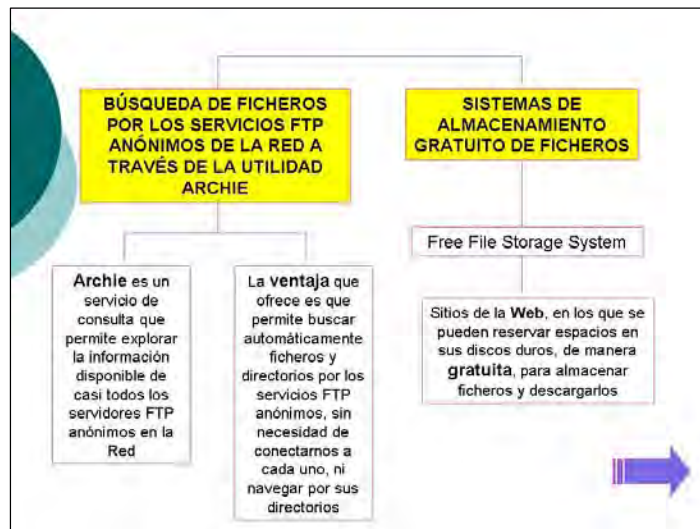 BÚSQUEDA DE FICHEROS
POR LOS SERVICIOS FTP
ANÓNIMOS DE LA RED A
TRAVÉS DE LA UTILIDAD
ARCHIE
SISTEMAS DE
ALMACENAMIENTO
GRATUITO DE FICHEROS
Archie es un
servicio de
consulta que
permite explorar
la información
disponible de
casi todos los
servidores FTP
anónimos en la
Red
La ventaja que
ofrece es que
permite buscar
automáticamente
ficheros y
directorios por los
servicios FTP
anónimos, sin
necesidad de
conectarnos a
cada uno, ni
navegar por sus
directorios
Free File Storage System
Sitios de la Web, en los que se
pueden reservar espacios en
sus discos duros, de manera
gratuita, para almacenar
ficheros y descargarlos